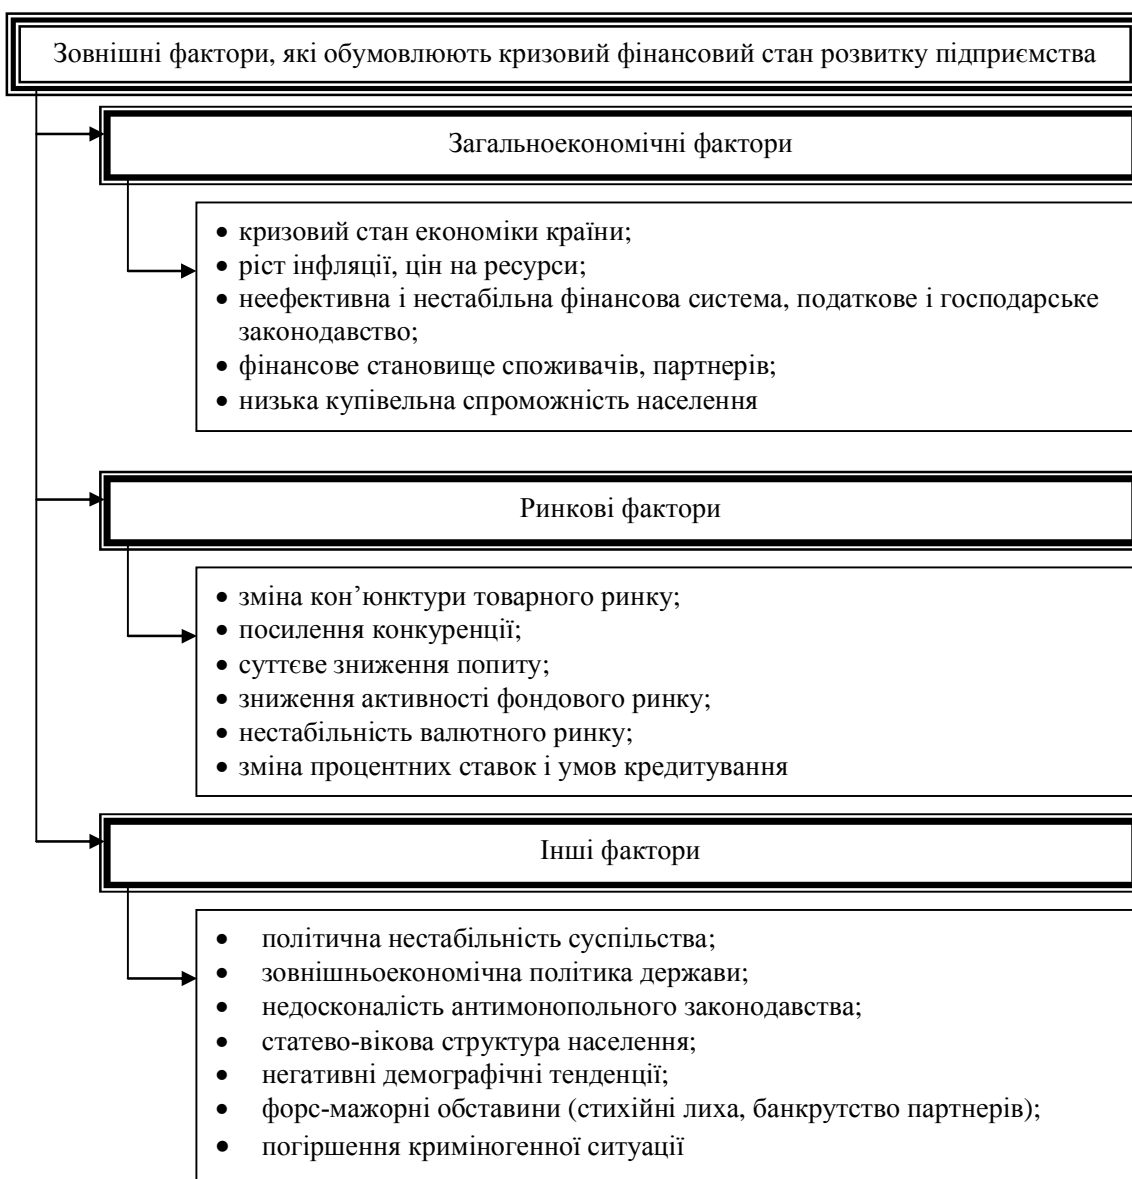 Зовнішні фактори, які обумовлюють кризовий фінансовий стан розвитку підприємства
Загальноекономічні фактори
• кризовий стан економіки країни;
• ріст інфляції, цін на ресурси;
• неефективна і нестабільна фінансова система, податкове і господарське
законодавство;
• фінансове становище споживачів, партнерів;
• низька купівельна спроможність населення
Ринкові фактори
• зміна кон’юнктури товарного ринку;
• посилення конкуренції;
• суттєве зниження попиту;
• зниження активності фондового ринку;
• нестабільність валютного ринку;
• зміна процентних ставок і умов кредитування
Інші фактори
• політична нестабільність суспільства;
• зовнішньоекономічна політика держави;
• недосконалість антимонопольного законодавства;
• статево-вікова структура населення;
• негативні демографічні тенденції;
• форс-мажорні обставини (стихійні лиха, банкрутство партнерів);
• погіршення криміногенної ситуації